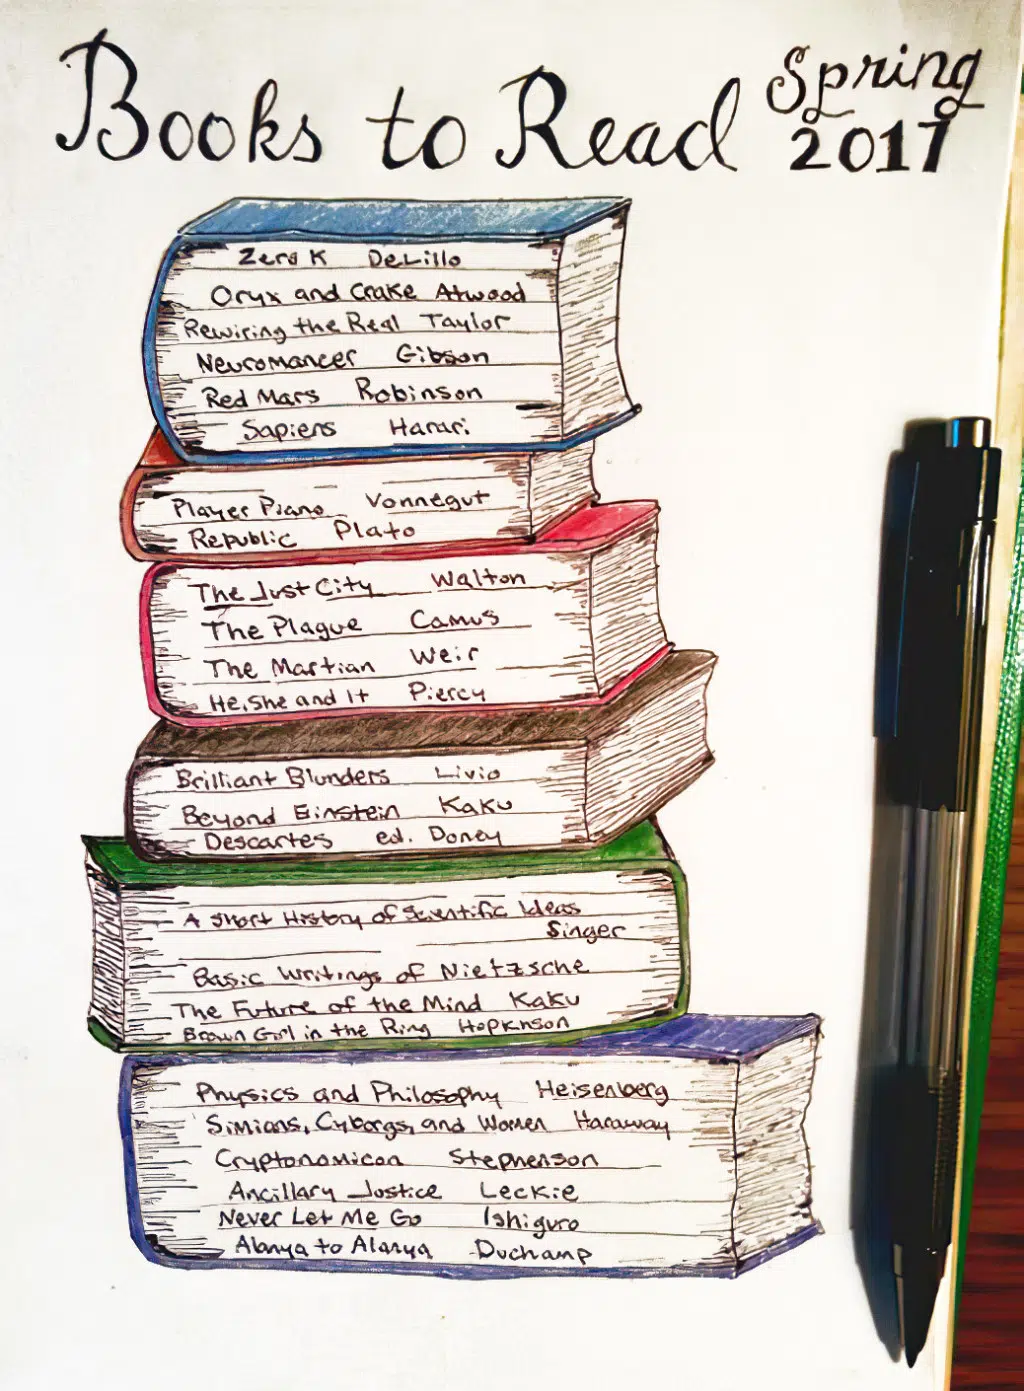 Books to Read Spring 2017
Zero K DeLillo
Oryx and Crake Atwood
Rewiring the Real Taylor
Neuromancer Gibson
Red Mars Robinson
Sapiens Harari
Player Piano Vonnegut
Republic Plato
The Just City Walton
The Plague Camus
The Martian Weir
He, She and It Piercy
Brilliant Blunders Livio
Beyond Einstein Kaku
Descartes ed. Doney
A Short History of Scientific Ideas
Singer
Basic Writings of Nietzsche
The Future of the Mind Kaku
Brown Girl in the Ring Hopkinson
Physics and Philosophy Heisenberg
Simians, Cyborgs, and Women Haraway
Cryptonomicon Stephenson
Ancillary Justice Leckie
Never Let Me Go Ishiguro
Alanya to Alanya Duchamp